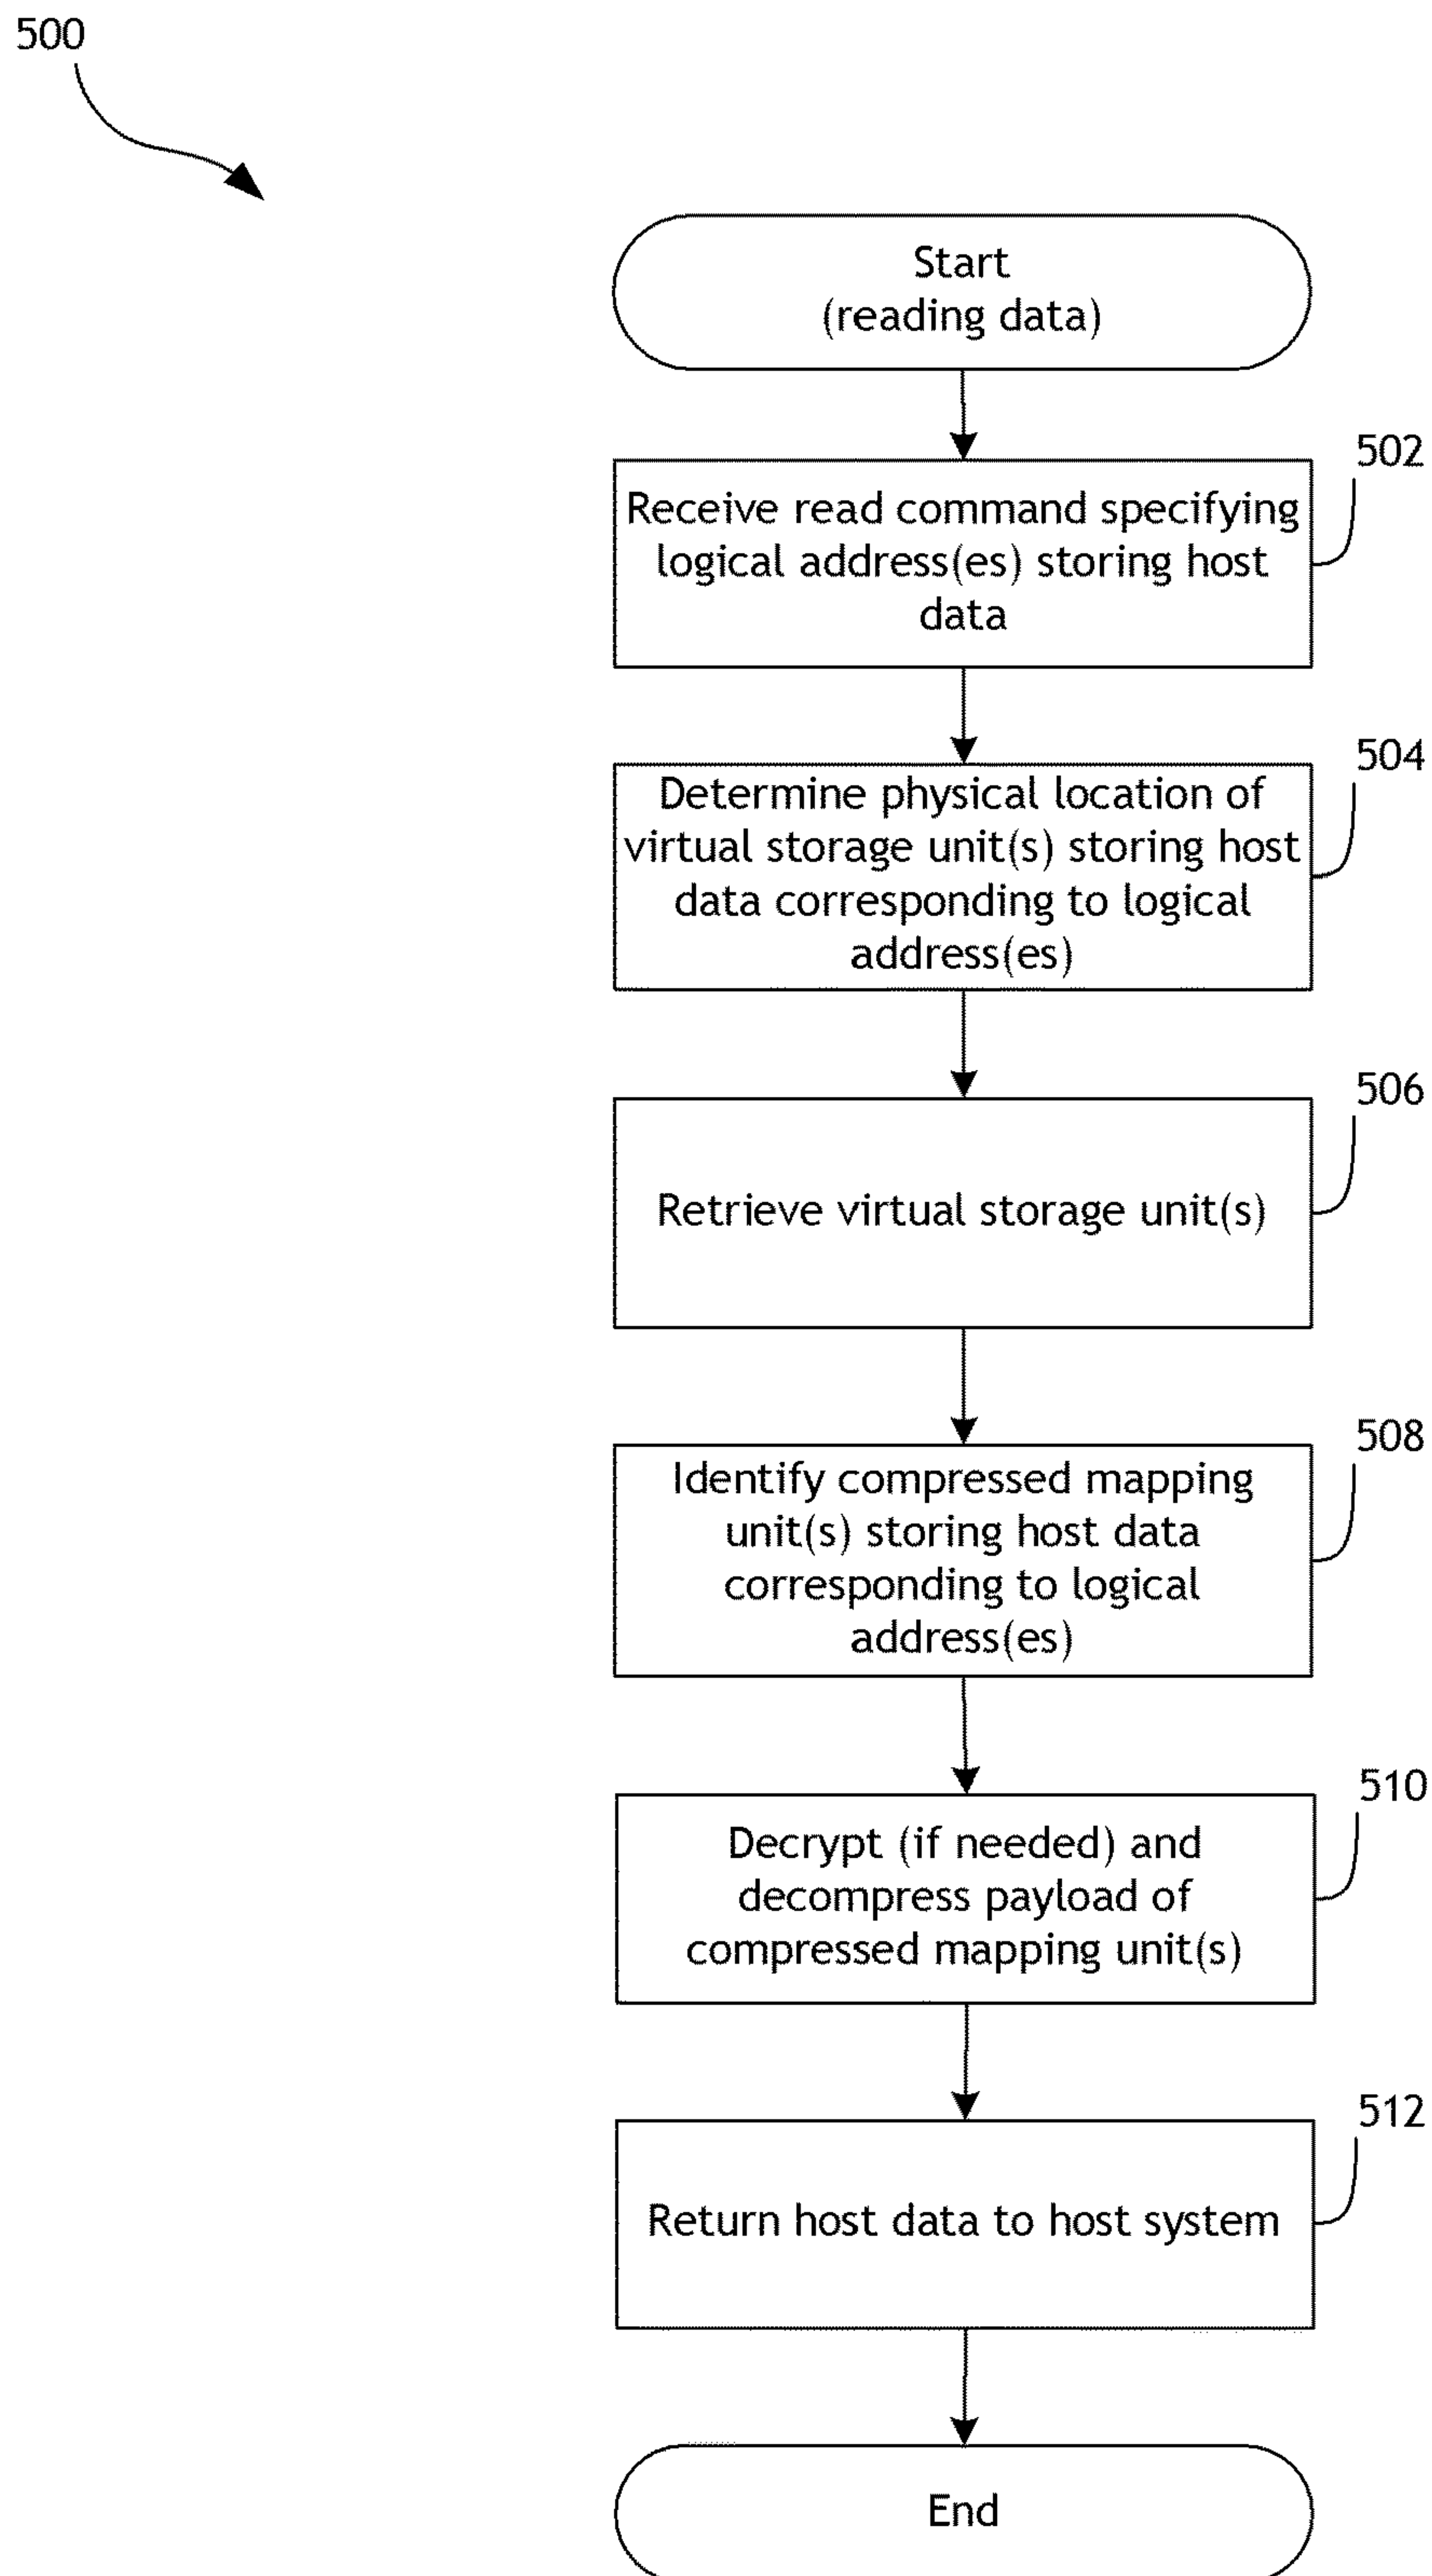 500
Start
(reading data)
502
Receive read command specifying
logical address(es) storing host
data
504
Determine physical location of
virtual storage unit(s) storing host
data corresponding to logical
address(es)
506
Retrieve virtual storage unit(s)
508
Identify compressed mapping
unit(s) storing host data
corresponding to logical
address(es)
510
Decrypt (if needed) and
decompress payload of
compressed mapping unit(s)
512
Return host data to host system
End